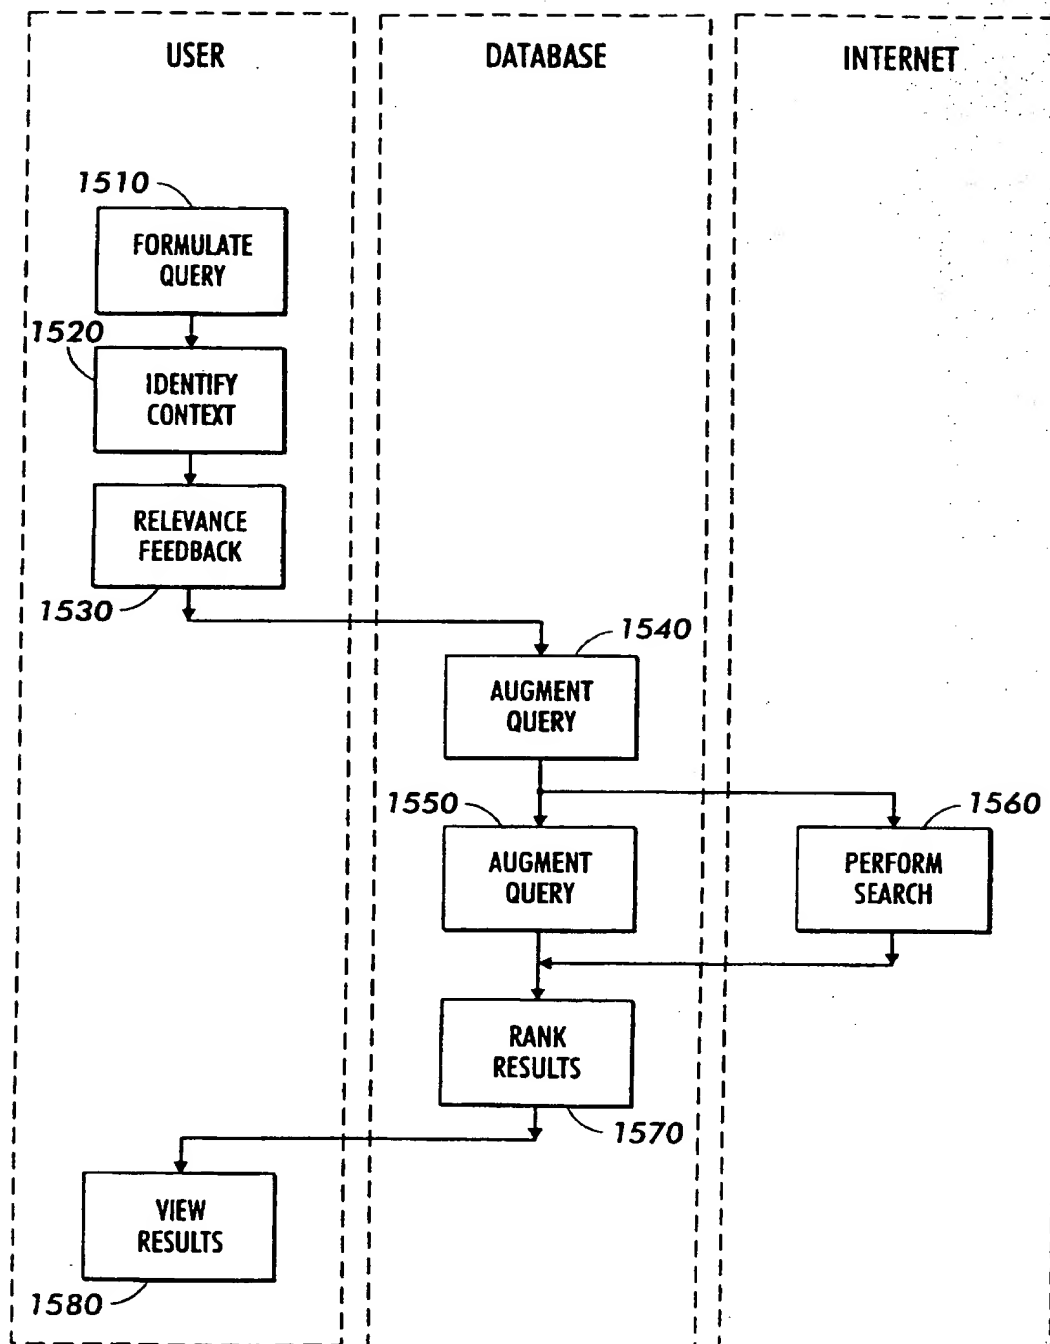 USER
DATABASE
INTERNET
1510
FORMULATE
QUERY
1520
IDENTIFY
CONTEXT
RELEVANCE
FEEDBACK
1530
1540
AUGMENT
QUERY
1550
AUGMENT
QUERY
1560
PERFORM
SEARCH
RANK
RESULTS
1570
VIEW
RESULTS
1580